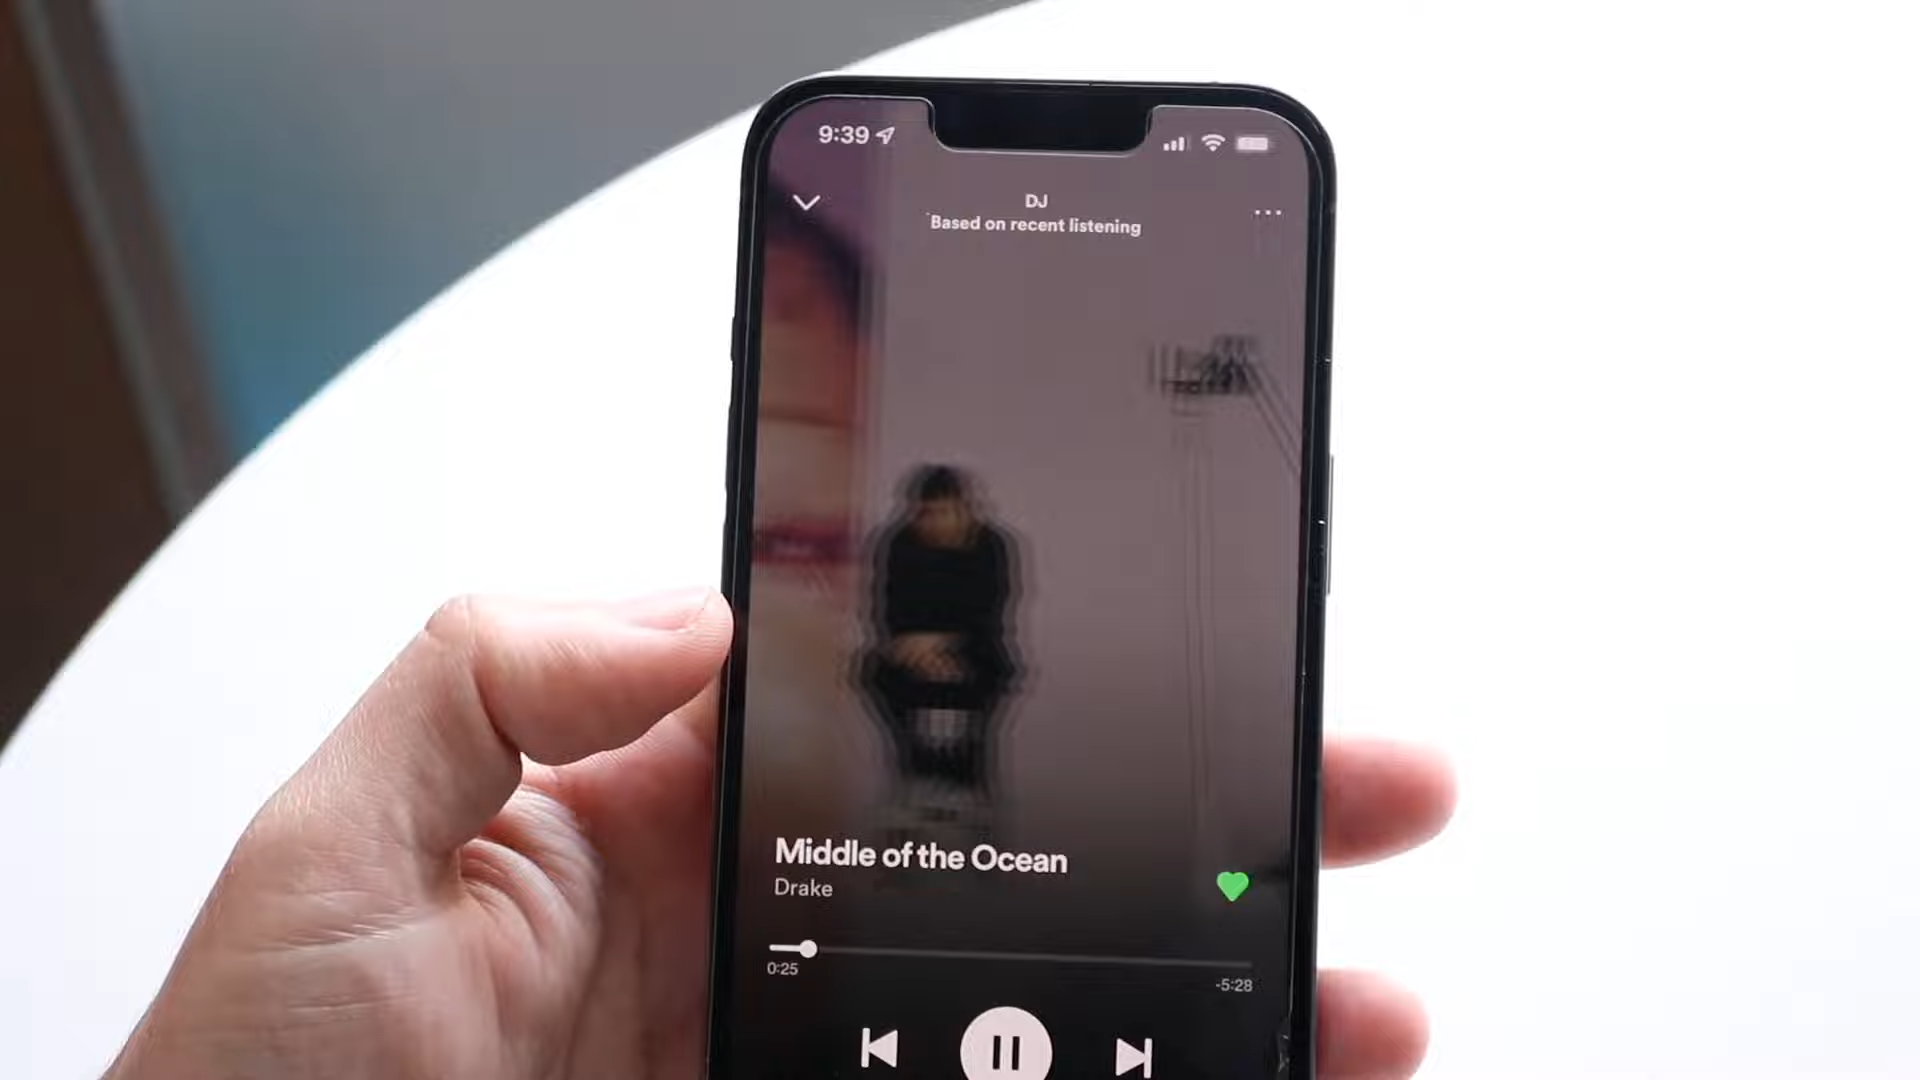 9:39
DJ
Based on recent listening
Middle of the Ocean
Drake
0:25
-5:28